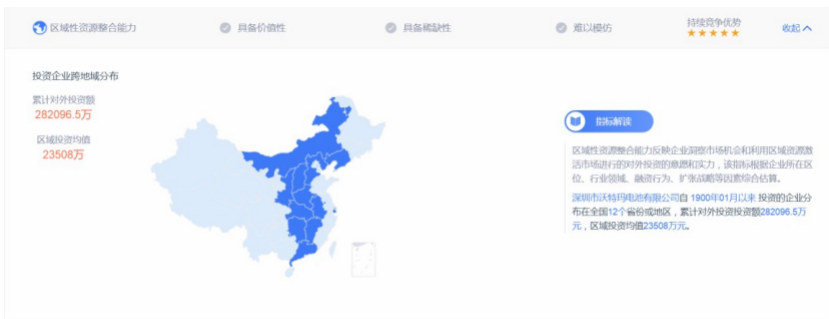 区域性资源整合能力
具备价值性
具备稀缺性
难以模仿
持续竞争优势
收起
投资企业跨地域分布
累计对外投资额
282096.5万
区域投资均值
23508万
指标解读
区域性资源整合能力反映企业洞察市场机会和利用区域资源激
活市场进行的对外投资的意愿和实力，该指标根据企业所在区
位、行业领域、融资行为、扩张战略等因素综合估算。
深圳市沃特玛电池有限公司自 1900年01月以来 投资的企业分
布在全国12个省份或地区，累计对外投资投资额282096.5万
元，区域投资均值23508万元。